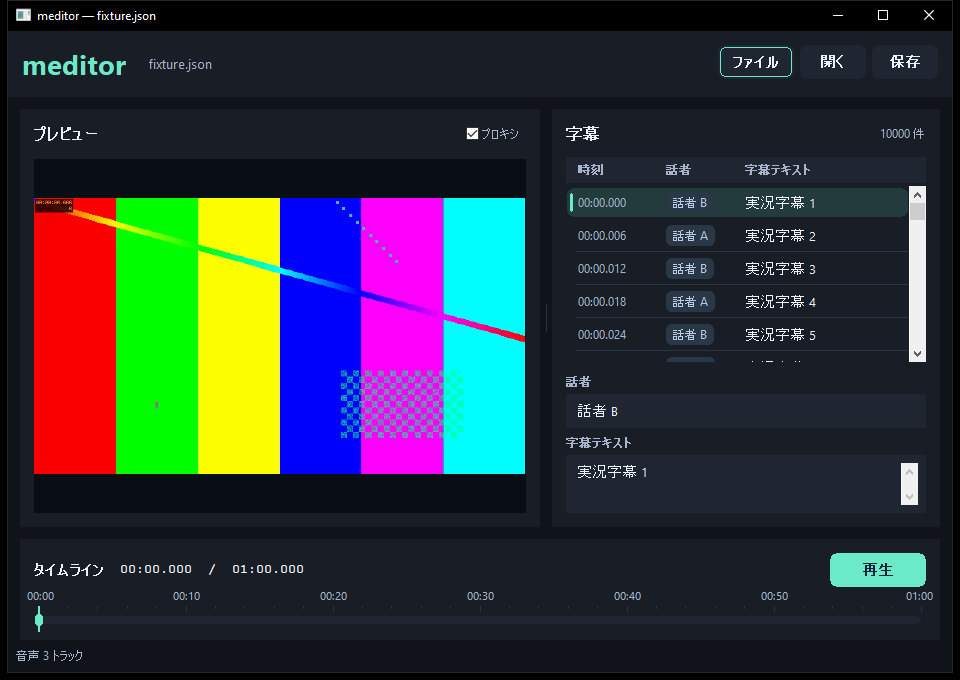 meditor — fixture.json
meditor fixture.json ファイル 開く 保存
プレビュー プロキシ
00:00:00.000
字幕 10000 件
時刻 話者 字幕テキスト
00:00.000 話者 B 実況字幕 1
00:00.006 話者 A 実況字幕 2
00:00.012 話者 B 実況字幕 3
00:00.018 話者 A 実況字幕 4
00:00.024 話者 B 実況字幕 5
話者
話者 B
字幕テキスト
実況字幕 1
タイムライン 00:00.000 / 01:00.000 再生
00:00 00:10 00:20 00:30 00:40 00:50 01:00
音声 3 トラック